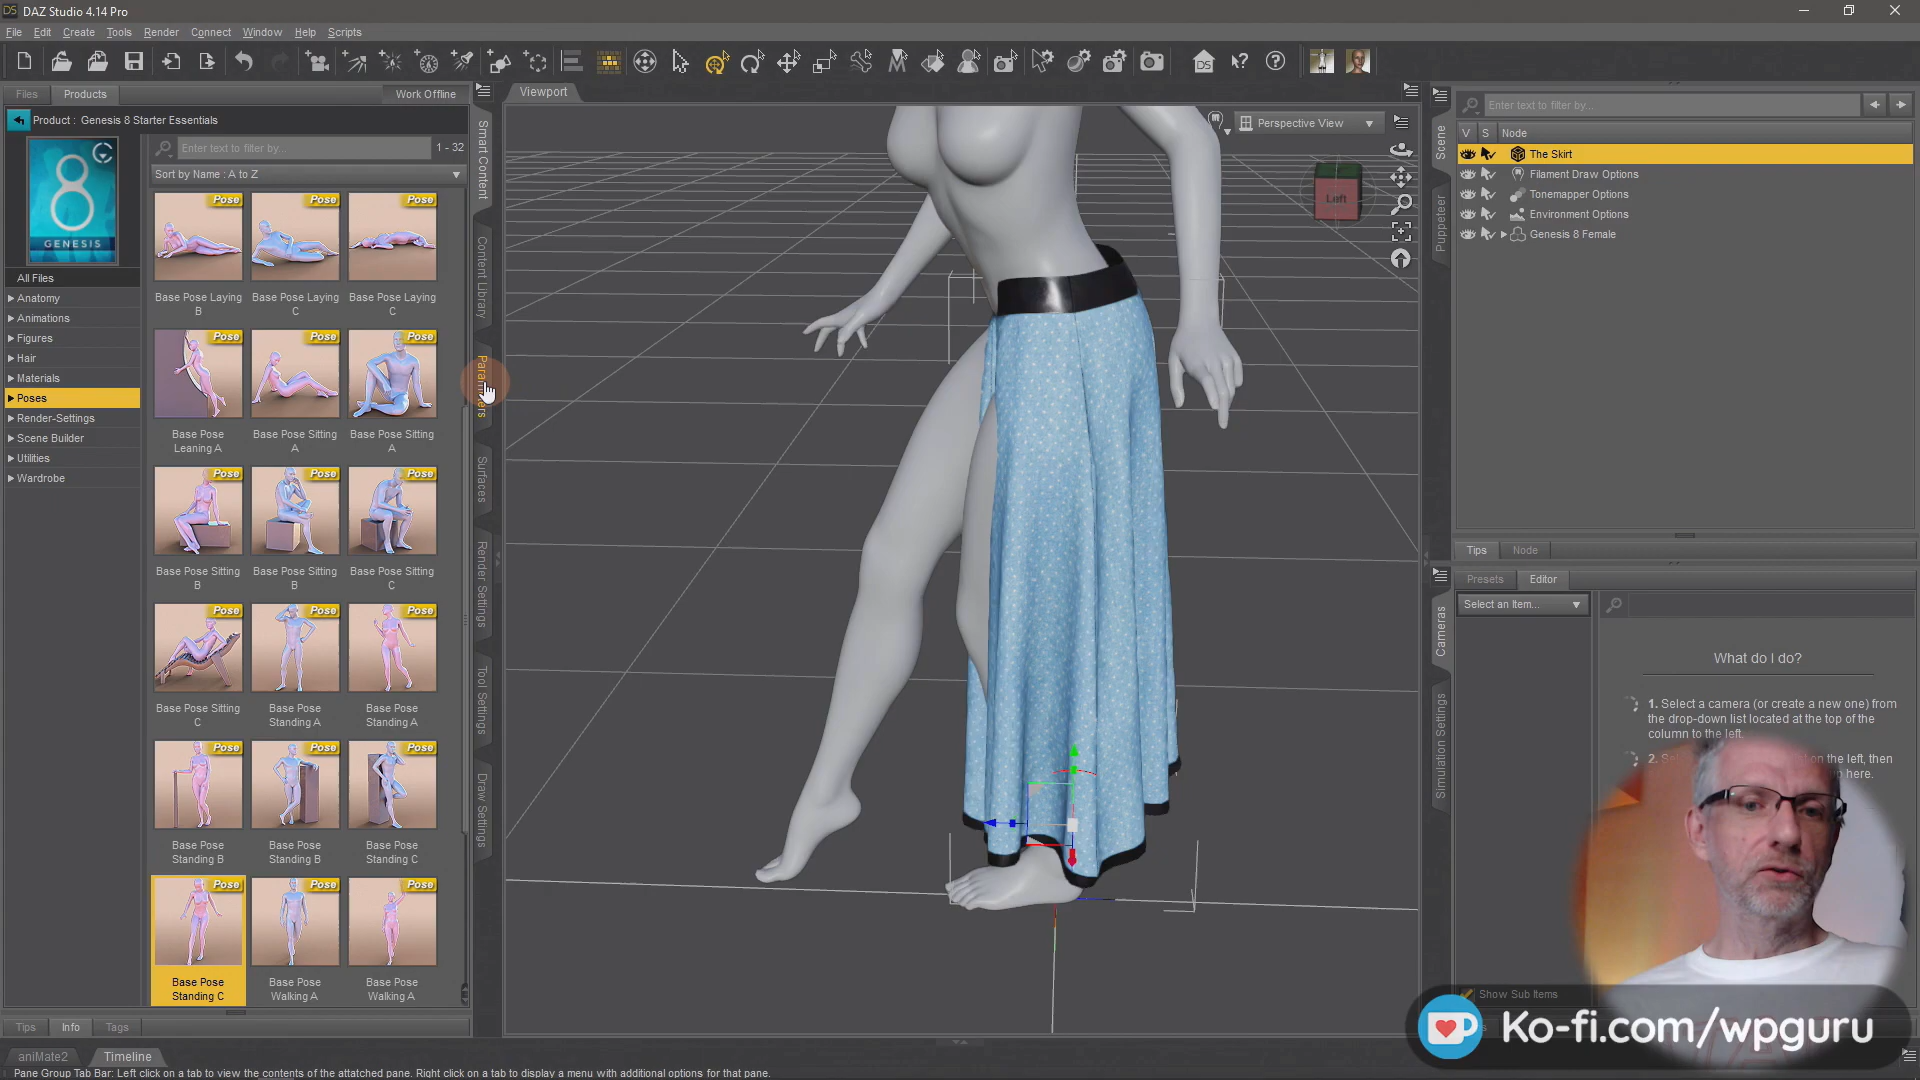 DAZ Studio 4.14 Pro
File Edit Create Tools Render Connect Window Help Scripts
Files Products Work Offline
Product : Genesis 8 Starter Essentials
8
GENESIS
Enter text to filter by... 1 - 32
Sort by Name : A to Z
All Files
Anatomy
Animations
Figures
Hair
Materials
Poses
Render-Settings
Scene Builder
Utilities
Wardrobe
Pose Pose Pose
Base Pose Laying B
Base Pose Laying C
Base Pose Laying C
Pose Pose Pose
Base Pose Leaning A
Base Pose Sitting A
Base Pose Sitting A
Pose Pose Pose
Base Pose Sitting B
Base Pose Sitting B
Base Pose Sitting C
Pose Pose Pose
Base Pose Sitting C
Base Pose Standing A
Base Pose Standing A
Pose Pose Pose
Base Pose Standing B
Base Pose Standing B
Base Pose Standing C
Pose Pose Pose
Base Pose Standing C
Base Pose Walking A
Base Pose Walking A
Tips Info Tags
aniMate2 Timeline
Pane Group Tab Bar: Left click on a tab to view the contents of the attatched pane. Right click on a tab to display a menu with additional options for that pane.
Smart Content
Content Library
Surfaces
Render Settings
Tool Settings
Draw Settings
Viewport
Perspective View
Left
Scene
Puppeteer
Enter text to filter by...
V S Node
The Skirt
Filament Draw Options
Tonemapper Options
Environment Options
Genesis 8 Female
Tips Node
Cameras
Simulation Settings
Presets Editor
Select an Item...
What do I do?
1. Select a camera (or create a new one) from
the drop-down list located at the top of the
column to the left.
2.
on the left, then
here.
Show Sub Items
Ko-fi.com/wpguru